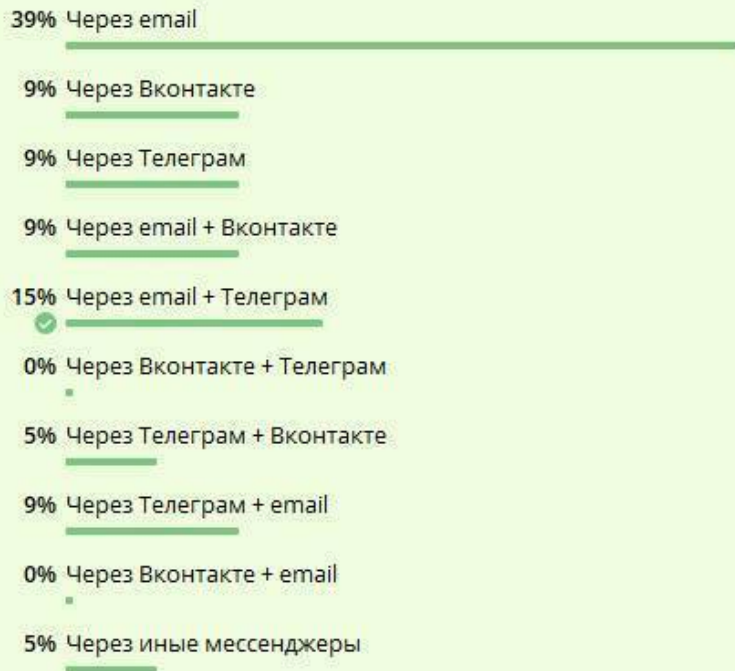 39% Через email
9% Через Вконтакте
9% Через Телеграм
9% Через email + Вконтакте
15% Через email + Телеграм
0% Через Вконтакте + Телеграм
5% Через Телеграм + Вконтакте
9% Через Телеграм + email
0% Через Вконтакте + email
5% Через иные мессенджеры